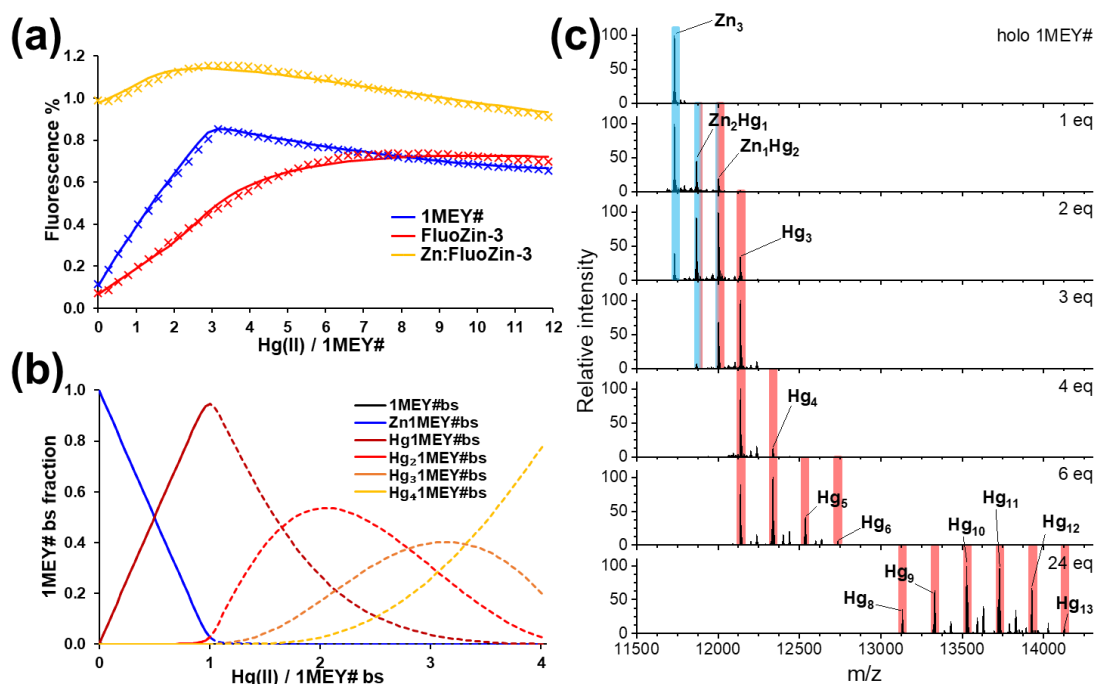 (a)
1.2
1.0
0.8
0.6
0.4
0.2
0.0
Fluorescence %
1MEY#
FluoZin-3
Zn:FluoZin-3
0 1 2 3 4 5 6 7 8 9 10 11 12
Hg(II) / 1MEY#
(b)
1.0
0.8
0.6
0.4
0.2
0.0
1MEY# bs fraction
1MEY#bs
Zn1MEY#bs
Hg1MEY#bs
Hg₂1MEY#bs
Hg₃1MEY#bs
Hg₄1MEY#bs
0 1 2 3 4
Hg(II) / 1MEY# bs
(c)
Relative intensity
100
50
0
Zn₃
holo 1MEY#
100
50
0
Zn₂Hg₁
Zn₁Hg₂
1 eq
100
50
0
Hg₃
2 eq
100
50
0
3 eq
100
50
0
Hg₄
4 eq
100
50
0
Hg₅
Hg₆
6 eq
100
50
0
Hg₈
Hg₉
Hg₁₀
Hg₁₁
Hg₁₂
Hg₁₃
24 eq
11500 12000 12500 13000 13500 14000
m/z